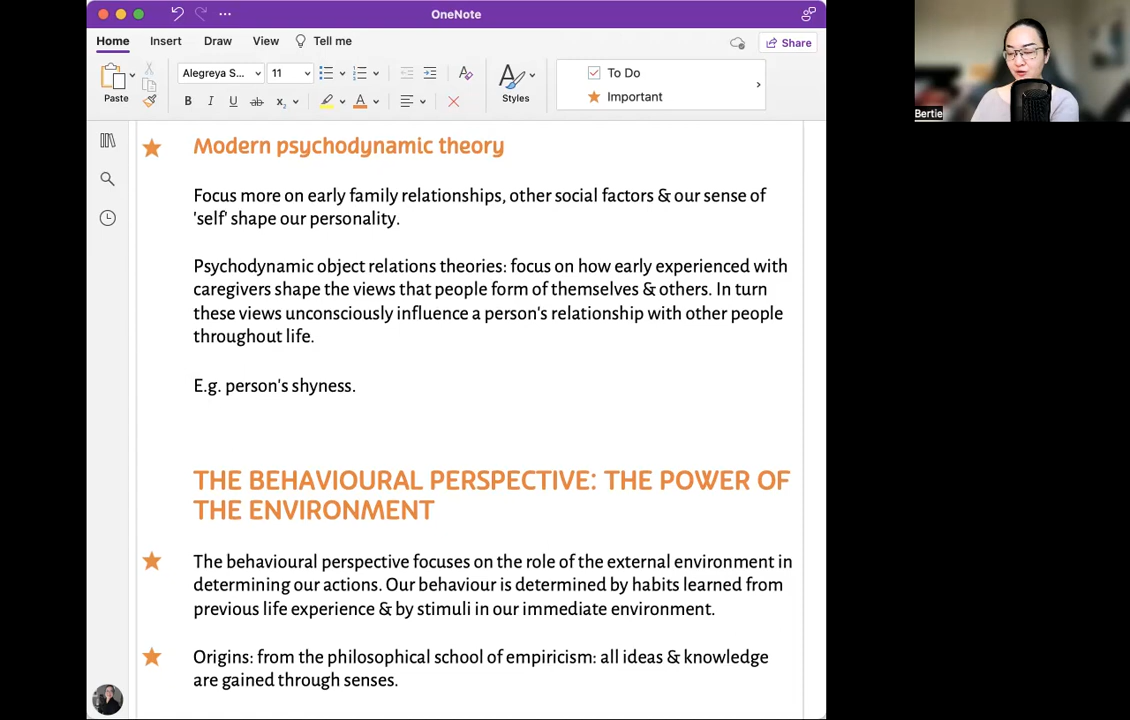 OneNote
Home Insert Draw View Tell me
Share
Paste
Alegreya S... 11
B I U ab x₂ A
Styles
To Do
Important
Bertie
Modern psychodynamic theory
Focus more on early family relationships, other social factors & our sense of
'self' shape our personality.
Psychodynamic object relations theories: focus on how early experienced with
caregivers shape the views that people form of themselves & others. In turn
these views unconsciously influence a person's relationship with other people
throughout life.
E.g. person's shyness.
THE BEHAVIOURAL PERSPECTIVE: THE POWER OF
THE ENVIRONMENT
The behavioural perspective focuses on the role of the external environment in
determining our actions. Our behaviour is determined by habits learned from
previous life experience & by stimuli in our immediate environment.
Origins: from the philosophical school of empiricism: all ideas & knowledge
are gained through senses.